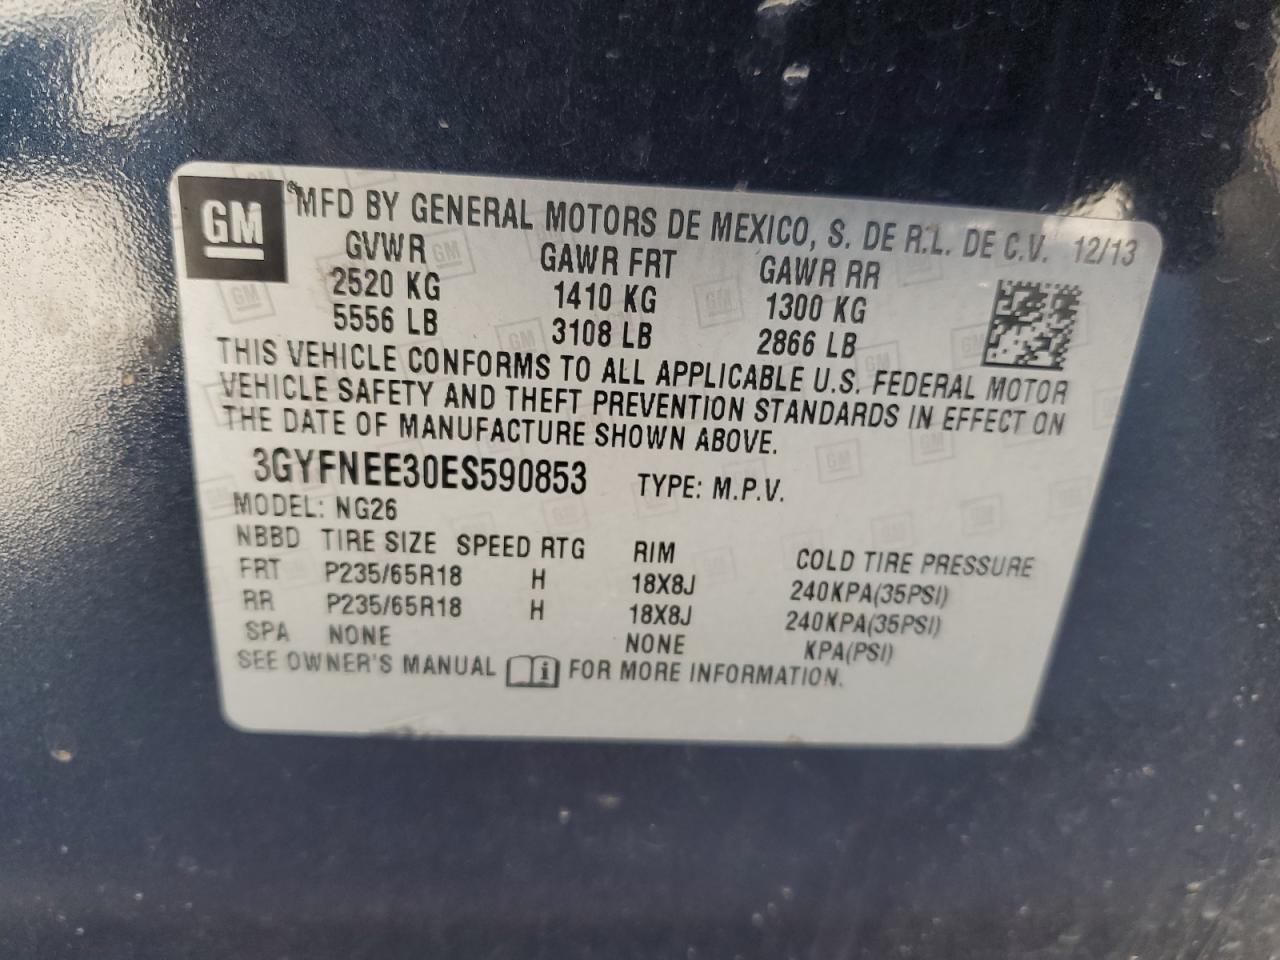 GM
MFD BY GENERAL MOTORS DE MEXICO, S. DE R.L. DE C.V. 12/13
GVWR GAWR FRT GAWR RR
2520 KG 1410 KG 1300 KG
5556 LB 3108 LB 2866 LB
THIS VEHICLE CONFORMS TO ALL APPLICABLE U.S. FEDERAL MOTOR
VEHICLE SAFETY AND THEFT PREVENTION STANDARDS IN EFFECT ON
THE DATE OF MANUFACTURE SHOWN ABOVE.
3GYFNEE30ES590853 TYPE: M.P.V.
MODEL: NG26
NBBD TIRE SIZE SPEED RTG RIM COLD TIRE PRESSURE
FRT P235/65R18 H 18X8J 240KPA(35PSI)
RR P235/65R18 H 18X8J 240KPA(35PSI)
SPA NONE NONE KPA(PSI)
SEE OWNER'S MANUAL i FOR MORE INFORMATION.